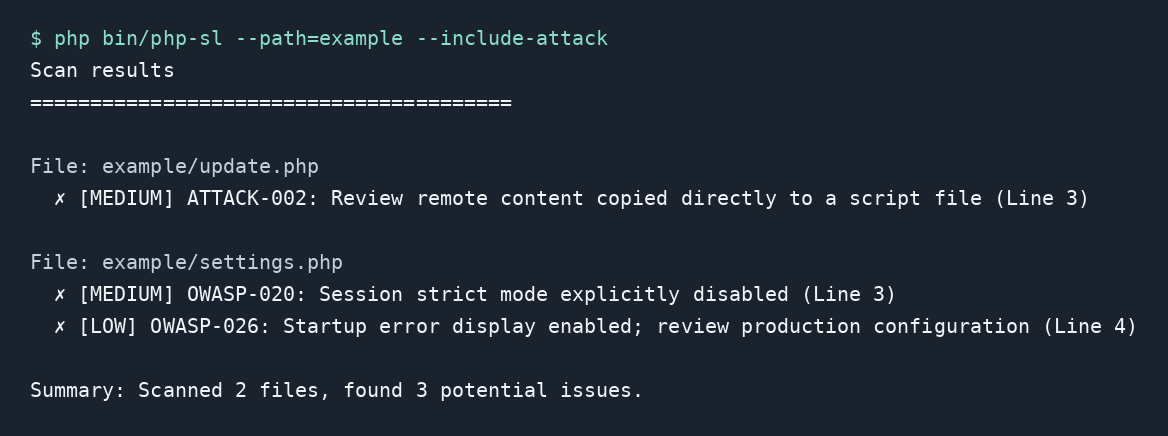 $ php bin/php-sl --path=example --include-attack
Scan results
========================================
File: example/update.php
✗ [MEDIUM] ATTACK-002: Review remote content copied directly to a script file (Line 3)
File: example/settings.php
✗ [MEDIUM] OWASP-020: Session strict mode explicitly disabled (Line 3)
✗ [LOW] OWASP-026: Startup error display enabled; review production configuration (Line 4)
Summary: Scanned 2 files, found 3 potential issues.